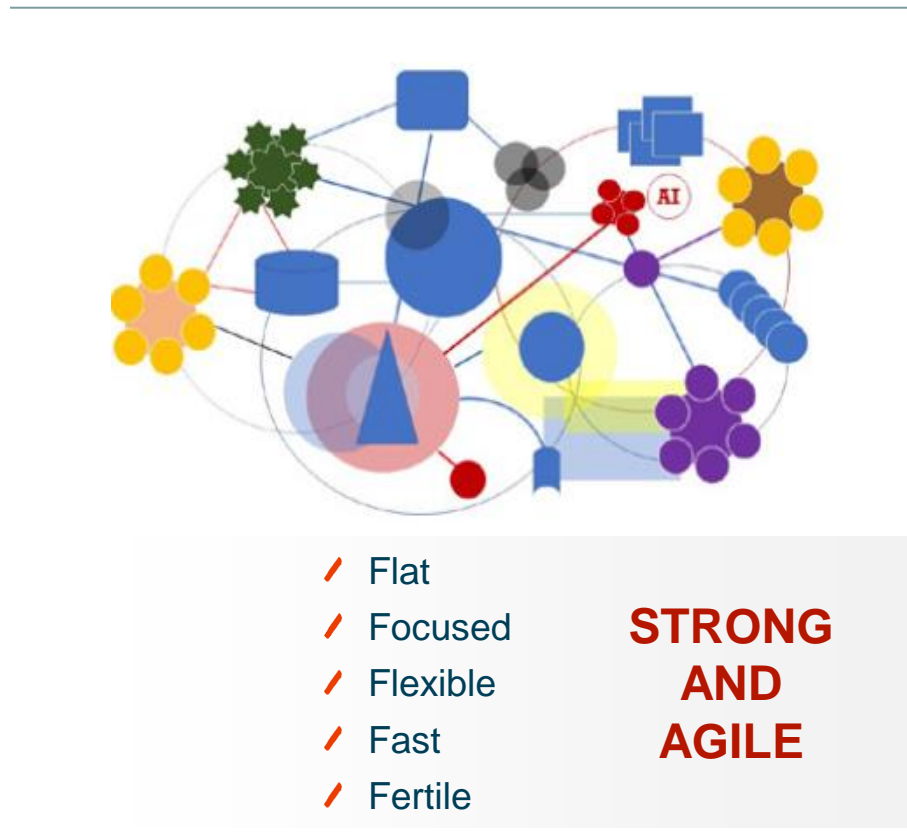 AI
Flat
Focused
Flexible
Fast
Fertile
STRONG
AND
AGILE